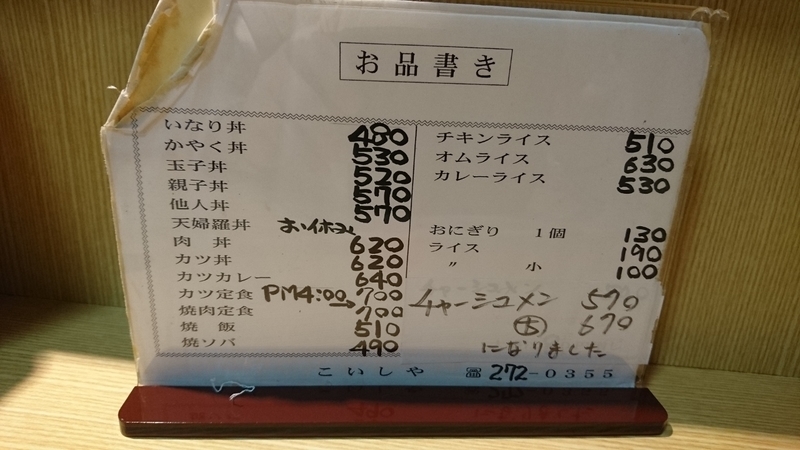 お品書き
いなり丼 480
かやく丼 530
玉子丼 520
親子丼 570
他人丼 570
天婦羅丼 お休み
肉 丼 620
カツ丼 620
カツカレー 640
カツ定食 PM4:00 700
焼肉定食 → 700
焼 飯 510
焼ソバ 490
チキンライス 510
オムライス 630
カレーライス 530
おにぎり 1個 130
ライス 190
〃 小 100
チャーシュメン 570
大 670
になりました
こいしや ☎272-0355